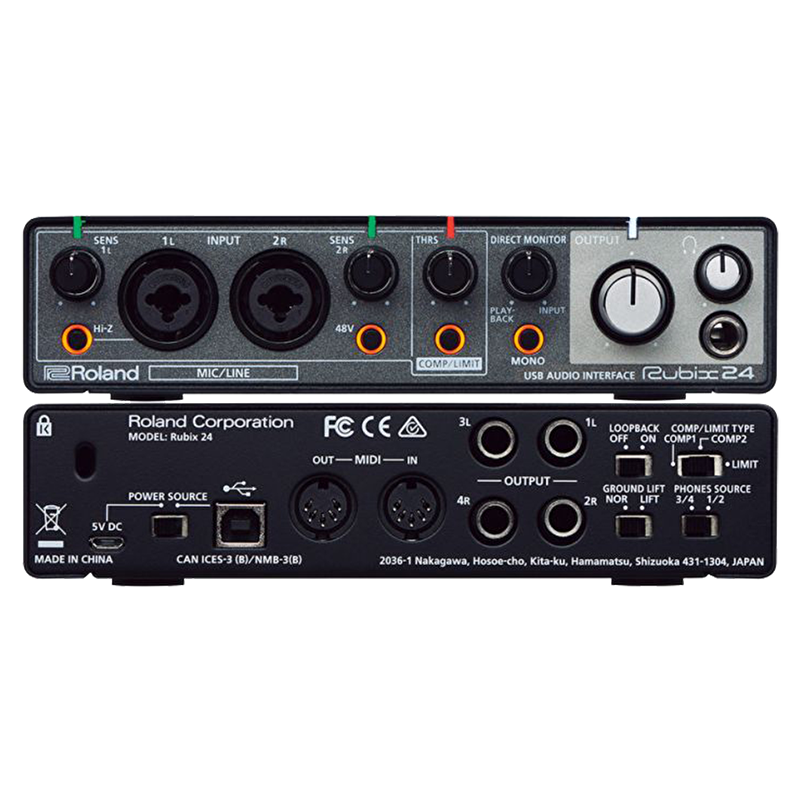 SENS 1L
1L INPUT 2R
SENS 2R
THRS
DIRECT MONITOR
OUTPUT
Hi-Z
48V
PLAY-
BACK
INPUT
MONO
COMP/LIMIT
Roland
MIC/LINE
USB AUDIO INTERFACE Rubix24
K
Roland Corporation
MODEL: Rubix 24
FC CE
3L
1L
LOOPBACK
OFF ON
COMP/LIMIT TYPE
COMP1 COMP2
LIMIT
OUT MIDI IN
OUTPUT
4R
2R
GROUND LIFT
NOR LIFT
PHONES SOURCE
3/4 1/2
POWER SOURCE
5V DC
MADE IN CHINA
CAN ICES-3 (B)/NMB-3(B)
2036-1 Nakagawa, Hosoe-cho, Kita-ku, Hamamatsu, Shizuoka 431-1304, JAPAN